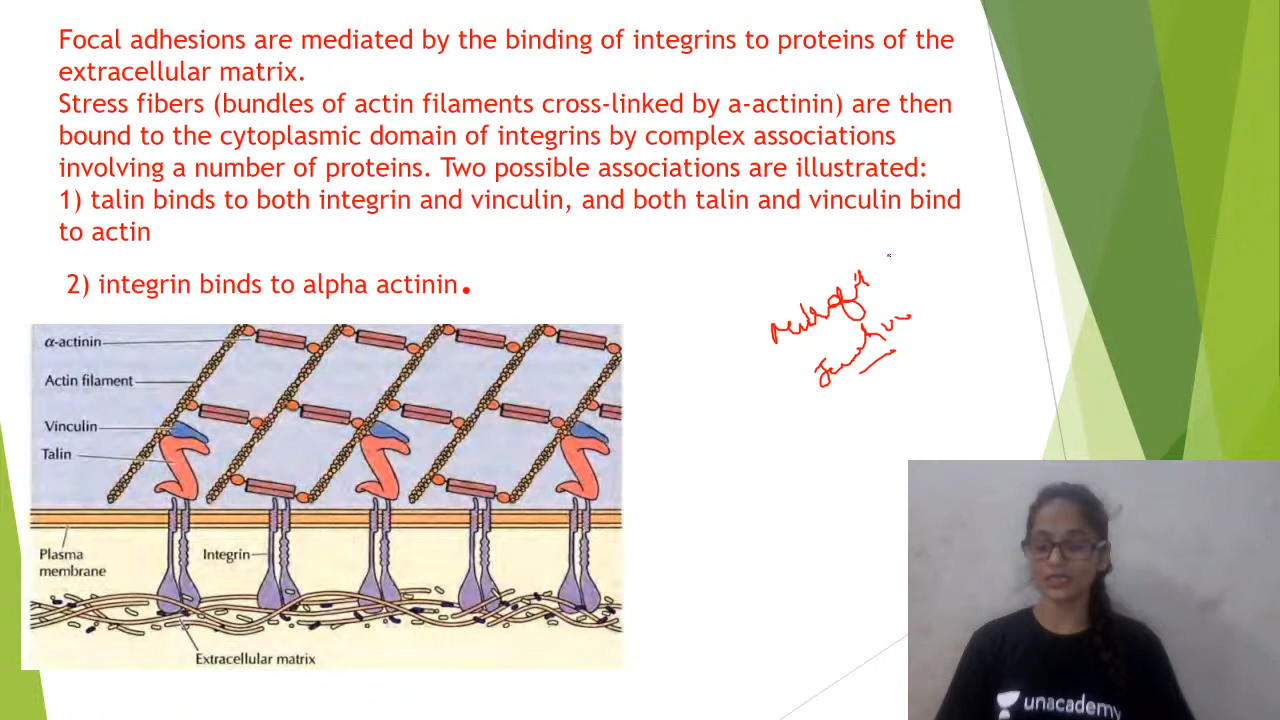 Focal adhesions are mediated by the binding of integrins to proteins of the
extracellular matrix.
Stress fibers (bundles of actin filaments cross-linked by a-actinin) are then
bound to the cytoplasmic domain of integrins by complex associations
involving a number of proteins. Two possible associations are illustrated:
1) talin binds to both integrin and vinculin, and both talin and vinculin bind
to actin
2) integrin binds to alpha actinin.
α-actinin
Actin filament
Vinculin
Talin
Plasma
membrane
Integrin
Extracellular matrix
unacademy